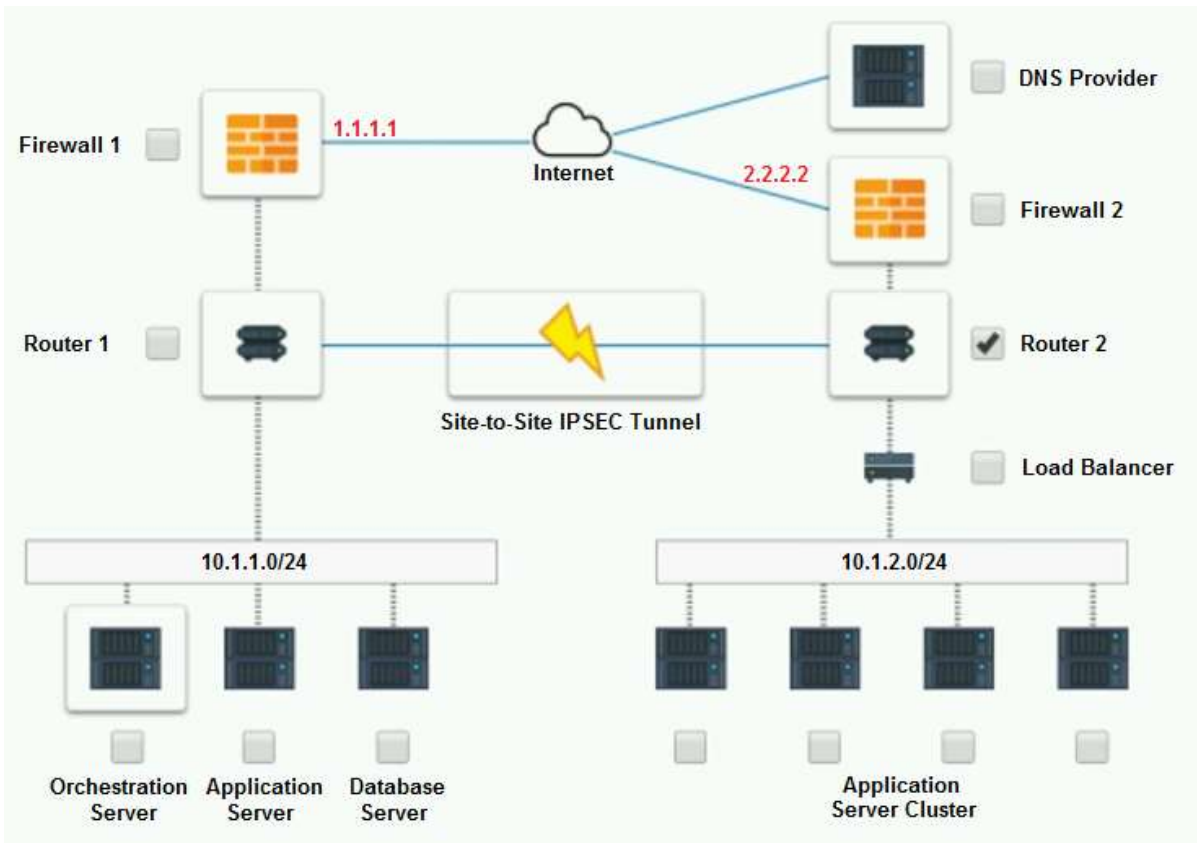 DNS Provider
Firewall 1
1.1.1.1
Internet
2.2.2.2
Firewall 2
Router 1
Router 2
Site-to-Site IPSEC Tunnel
Load Balancer
10.1.1.0/24
10.1.2.0/24
Orchestration
Server
Application
Server
Database
Server
Application
Server Cluster